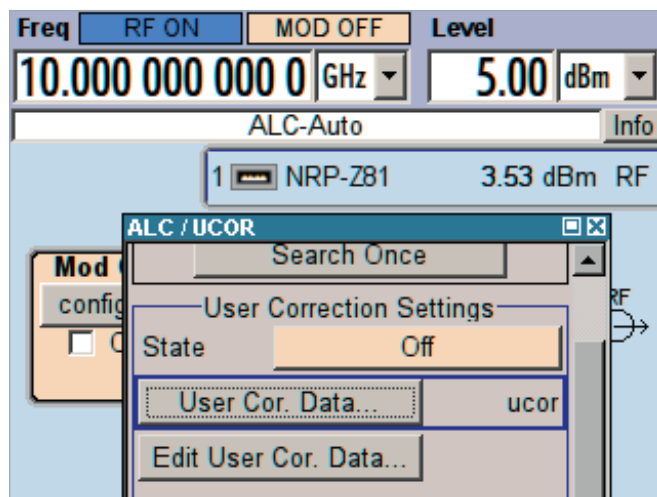 Freq RF ON MOD OFF Level
10.000 000 000 0 GHz 5.00 dBm
ALC-Auto Info
1 NRP-Z81 3.53 dBm RF
ALC / UCOR
Search Once
Mod
config
User Correction Settings
RF
State Off
User Cor. Data... ucor
Edit User Cor. Data...